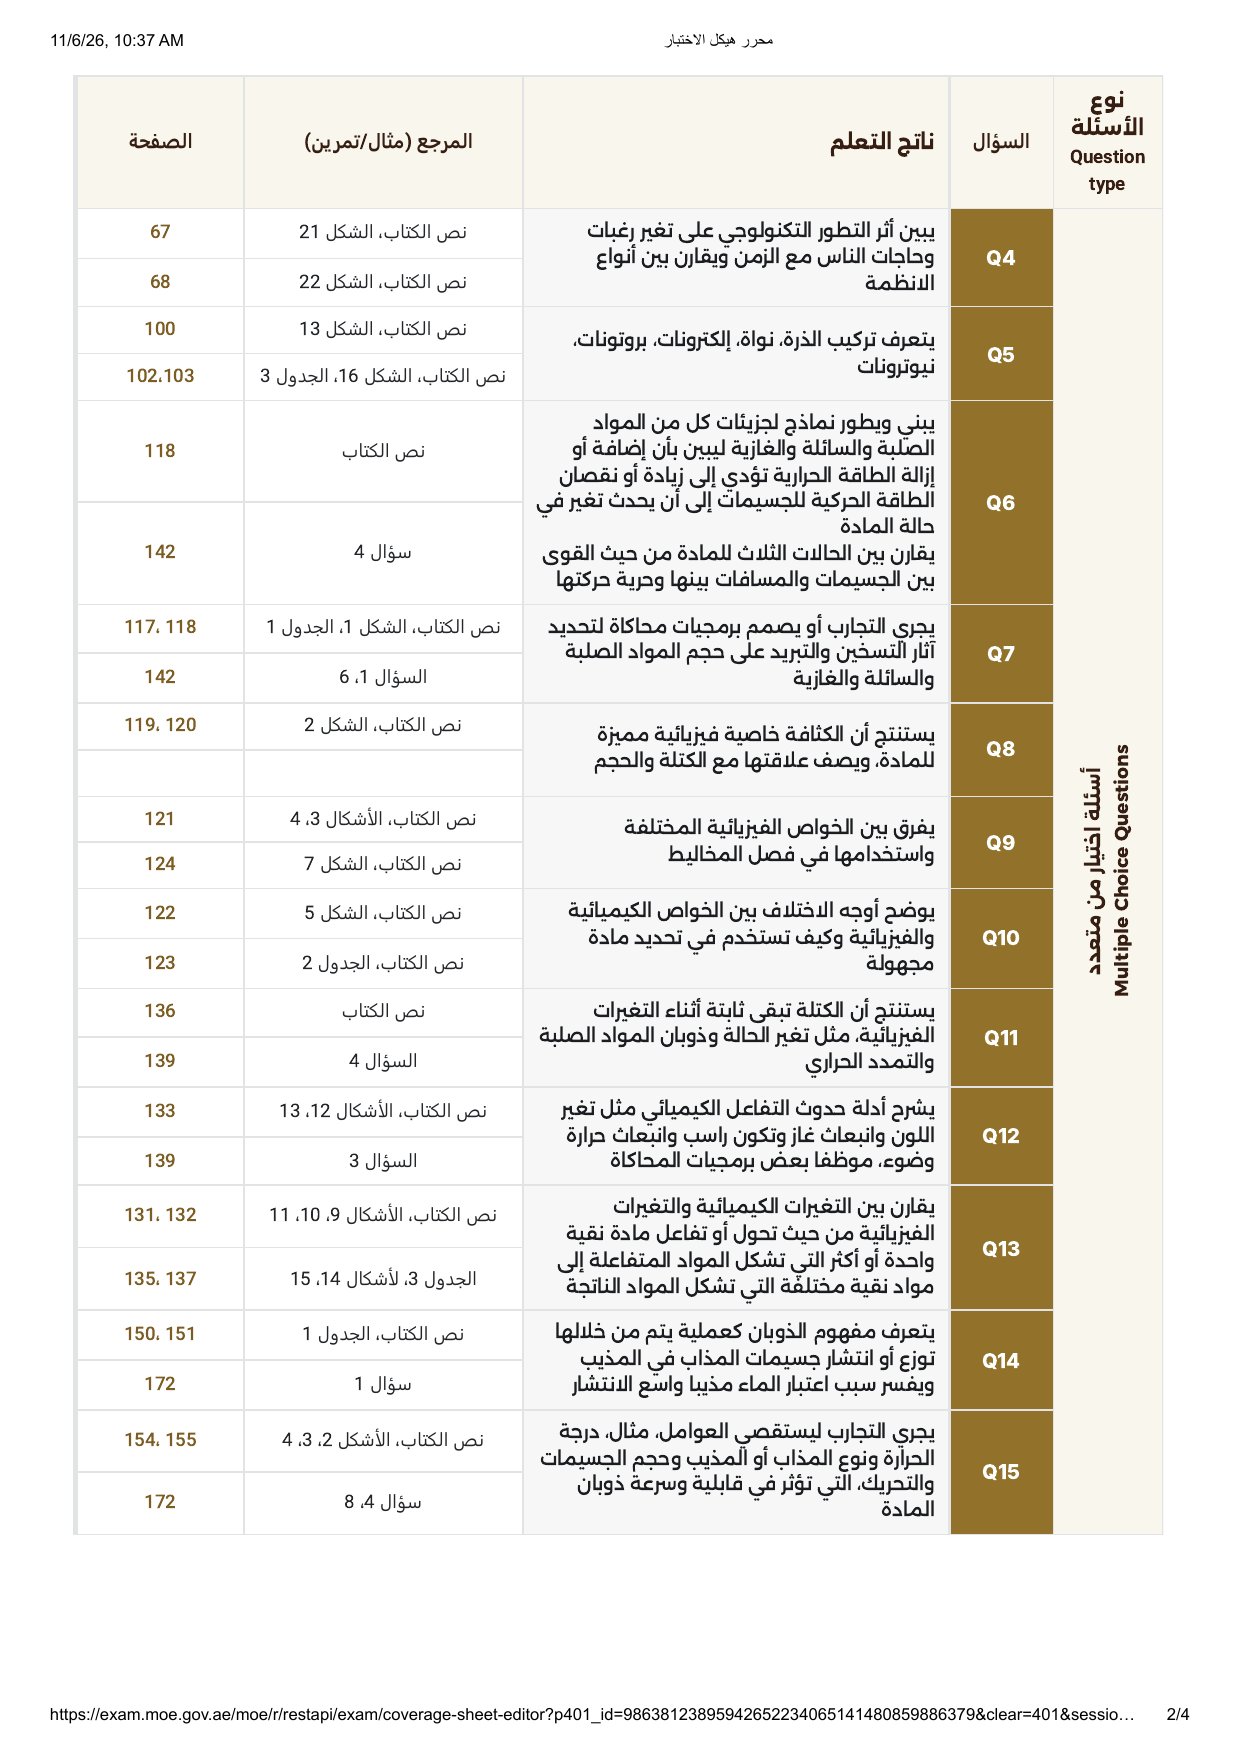 11/6/26, 10:37 AM
محرر هيكل الاختبار
نوع
الأسئلة
Question
type
السؤال
ناتج التعلم
المرجع (مثال/تمرين)
الصفحة
أسئلة اختيار من متعدد
Multiple Choice Questions
Q4
يبين أثر التطور التكنولوجي على تغير رغبات
وحاجات الناس مع الزمن ويقارن بين أنواع
الانظمة
نص الكتاب، الشكل 21
67
نص الكتاب، الشكل 22
68
Q5
يتعرف تركيب الذرة، نواة، إلكترونات، بروتونات،
نيوترونات
نص الكتاب، الشكل 13
100
نص الكتاب، الشكل 16، الجدول 3
102،103
Q6
يبني ويطور نماذج لجزيئات كل من المواد
الصلبة والسائلة والغازية ليبين بأن إضافة أو
إزالة الطاقة الحرارية تؤدي إلى زيادة أو نقصان
الطاقة الحركية للجسيمات إلى أن يحدث تغير في
حالة المادة
يقارن بين الحالات الثلاث للمادة من حيث القوى
بين الجسيمات والمسافات بينها وحرية حركتها
نص الكتاب
118
سؤال 4
142
Q7
يجري التجارب أو يصمم برمجيات محاكاة لتحديد
آثار التسخين والتبريد على حجم المواد الصلبة
والسائلة والغازية
نص الكتاب، الشكل 1، الجدول 1
117، 118
السؤال 1، 6
142
Q8
يستنتج أن الكثافة خاصية فيزيائية مميزة
للمادة، ويصف علاقتها مع الكتلة والحجم
نص الكتاب، الشكل 2
119، 120
Q9
يفرق بين الخواص الفيزيائية المختلفة
واستخدامها في فصل المخاليط
نص الكتاب، الأشكال 3، 4
121
نص الكتاب، الشكل 7
124
Q10
يوضح أوجه الاختلاف بين الخواص الكيميائية
والفيزيائية وكيف تستخدم في تحديد مادة
مجهولة
نص الكتاب، الشكل 5
122
نص الكتاب، الجدول 2
123
Q11
يستنتج أن الكتلة تبقى ثابتة أثناء التغيرات
الفيزيائية، مثل تغير الحالة وذوبان المواد الصلبة
والتمدد الحراري
نص الكتاب
136
السؤال 4
139
Q12
يشرح أدلة حدوث التفاعل الكيميائي مثل تغير
اللون وانبعاث غاز وتكون راسب وانبعاث حرارة
وضوء، موظفا بعض برمجيات المحاكاة
نص الكتاب، الأشكال 12، 13
133
السؤال 3
139
Q13
يقارن بين التغيرات الكيميائية والتغيرات
الفيزيائية من حيث تحول أو تفاعل مادة نقية
واحدة أو أكثر التي تشكل المواد المتفاعلة إلى
مواد نقية مختلفة التي تشكل المواد الناتجة
نص الكتاب، الأشكال 9، 10، 11
131، 132
الجدول 3، لأشكال 14، 15
135، 137
Q14
يتعرف مفهوم الذوبان كعملية يتم من خلالها
توزع أو انتشار جسيمات المذاب في المذيب
ويفسر سبب اعتبار الماء مذيبا واسع الانتشار
نص الكتاب، الجدول 1
150، 151
سؤال 1
172
Q15
يجري التجارب ليستقصي العوامل، مثال، درجة
الحرارة ونوع المذاب أو المذيب وحجم الجسيمات
والتحريك، التي تؤثر في قابلية وسرعة ذوبان
المادة
نص الكتاب، الأشكل 2، 3، 4
154، 155
سؤال 4، 8
172
https://exam.moe.gov.ae/moe/r/restapi/exam/coverage-sheet-editor?p401_id=98638123895942652234065141480859886379&clear=401&sessio…
2/4